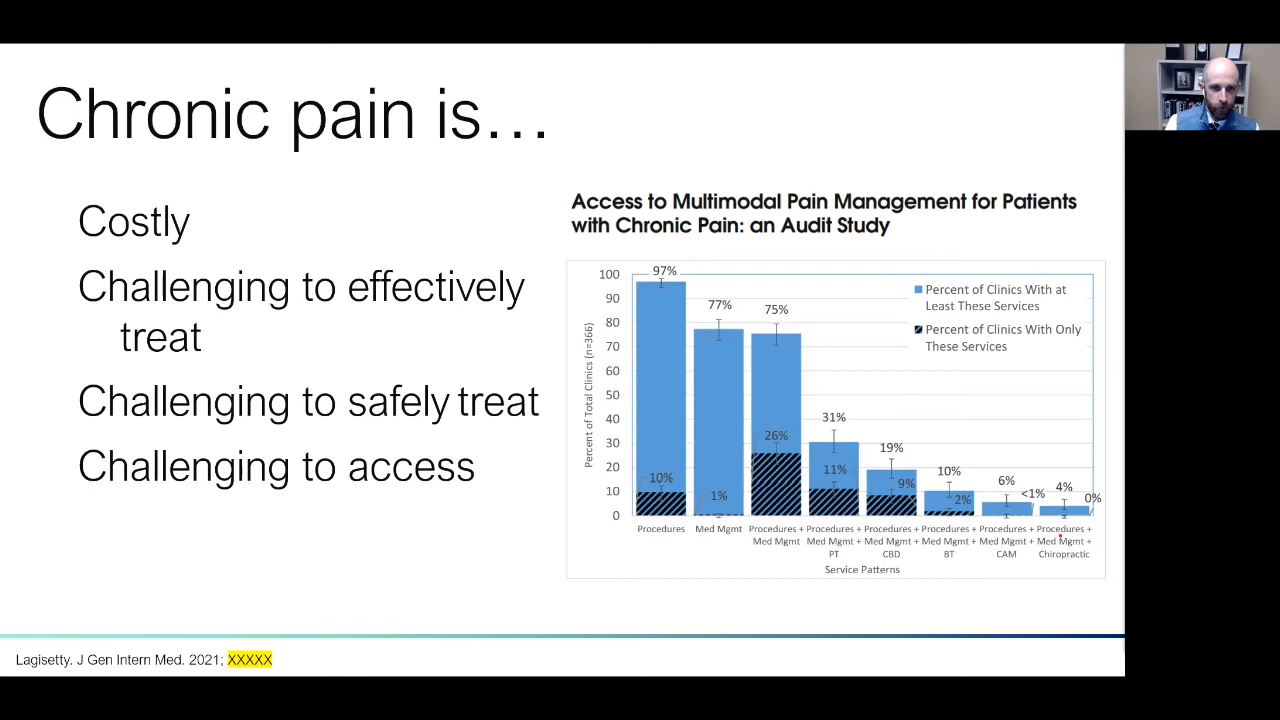 Chronic pain is…
Costly
Challenging to effectively
treat
Challenging to safely treat
Challenging to access
Access to Multimodal Pain Management for Patients
with Chronic Pain: an Audit Study
Percent of Total Clinics (n=366)
100
90
80
70
60
50
40
30
20
10
0
97%
77%
75%
31%
19%
10%
6%
4%
10%
1%
26%
11%
9%
2%
<1%
0%
Percent of Clinics With at
Least These Services
Percent of Clinics With Only
These Services
Procedures
Med Mgmt
Procedures +
Med Mgmt
Procedures +
Med Mgmt +
PT
Procedures +
Med Mgmt +
CBD
Procedures +
Med Mgmt +
BT
Procedures +
Med Mgmt +
CAM
Procedures +
Med Mgmt +
Chiropractic
Service Patterns
Lagisetty. J Gen Intern Med. 2021; XXXXX